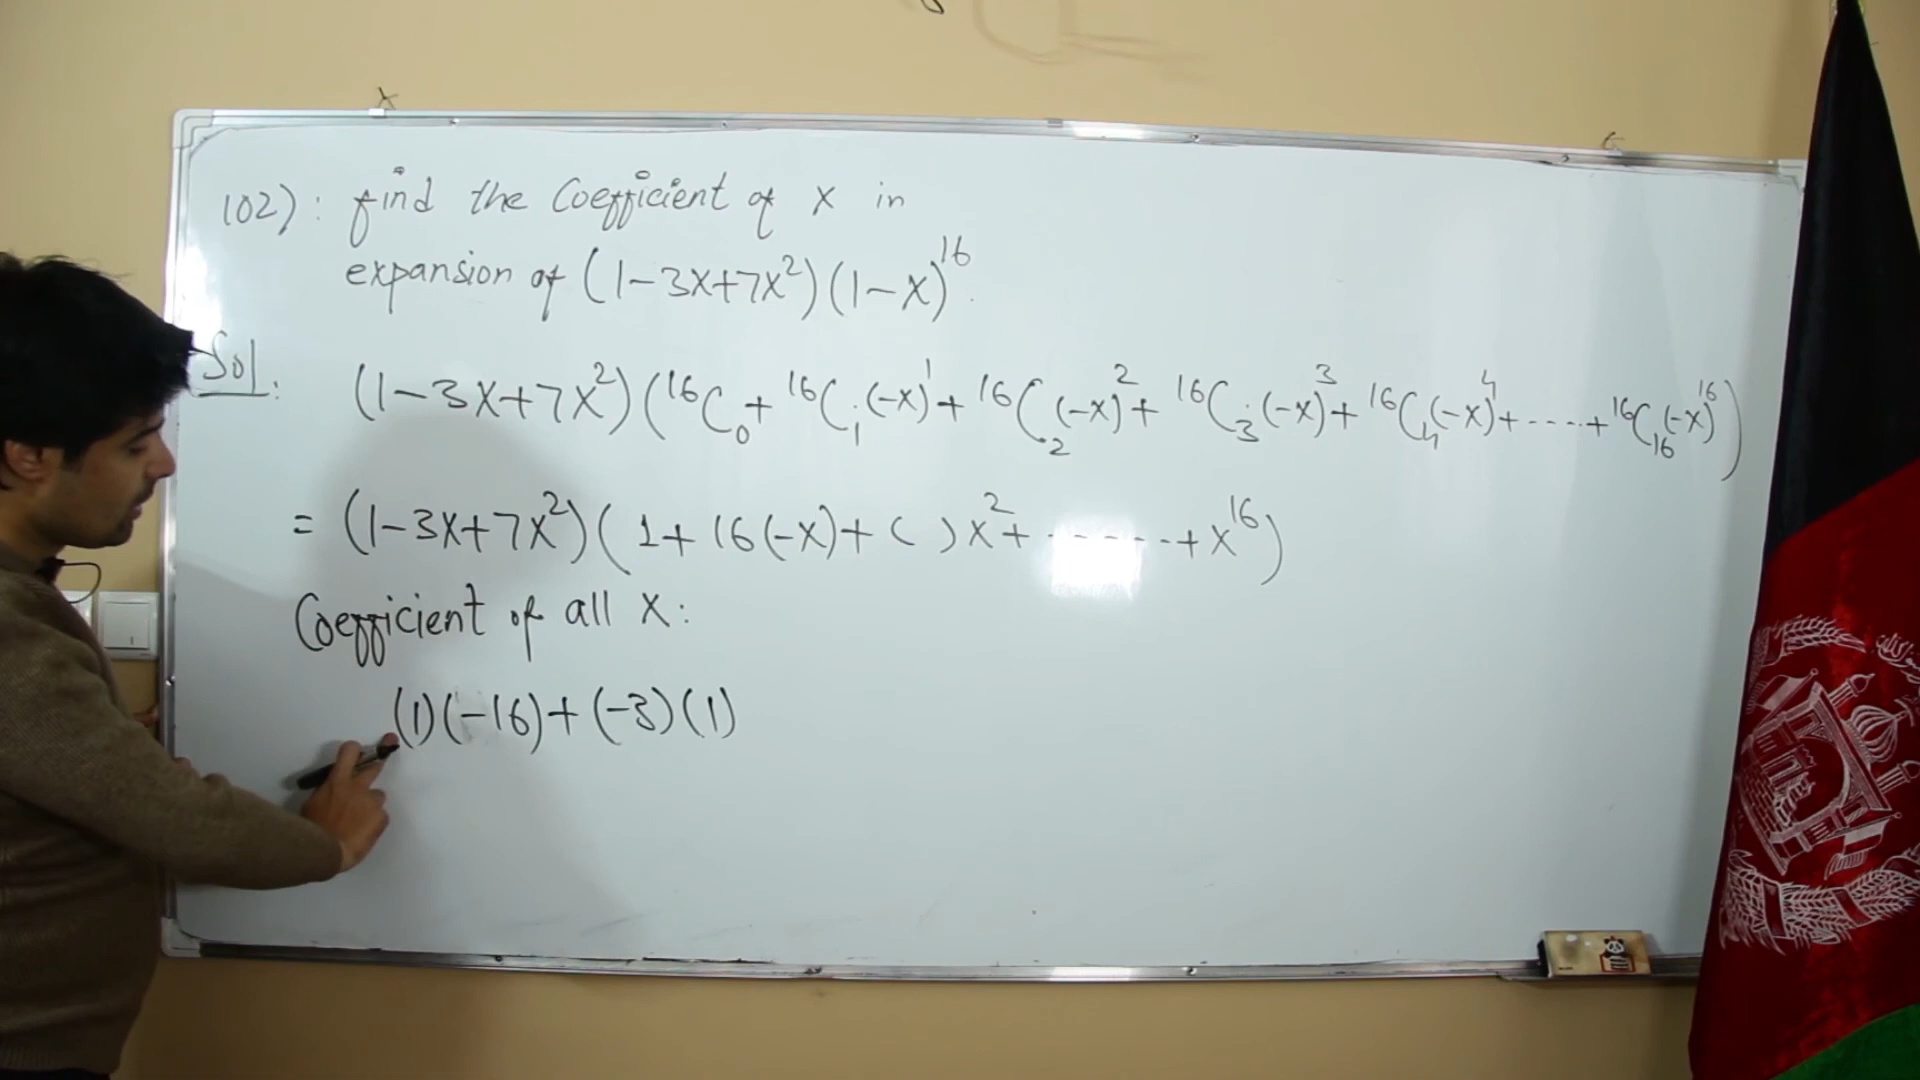 102): find the Coefficient of x in
expansion of (1-3x+7x²)(1-x)¹⁶.
Sol:
(1-3x+7x²)(¹⁶C₀+¹⁶C₁(-x)¹+¹⁶C₂(-x)²+¹⁶C₃(-x)³+¹⁶C₄(-x)⁴+-----+¹⁶C₁₆(-x)¹⁶)
= (1-3x+7x²)(1+16(-x)+( )x²+------+x¹⁶)
Coefficient of all x:
(1)(-16)+(-3)(1)